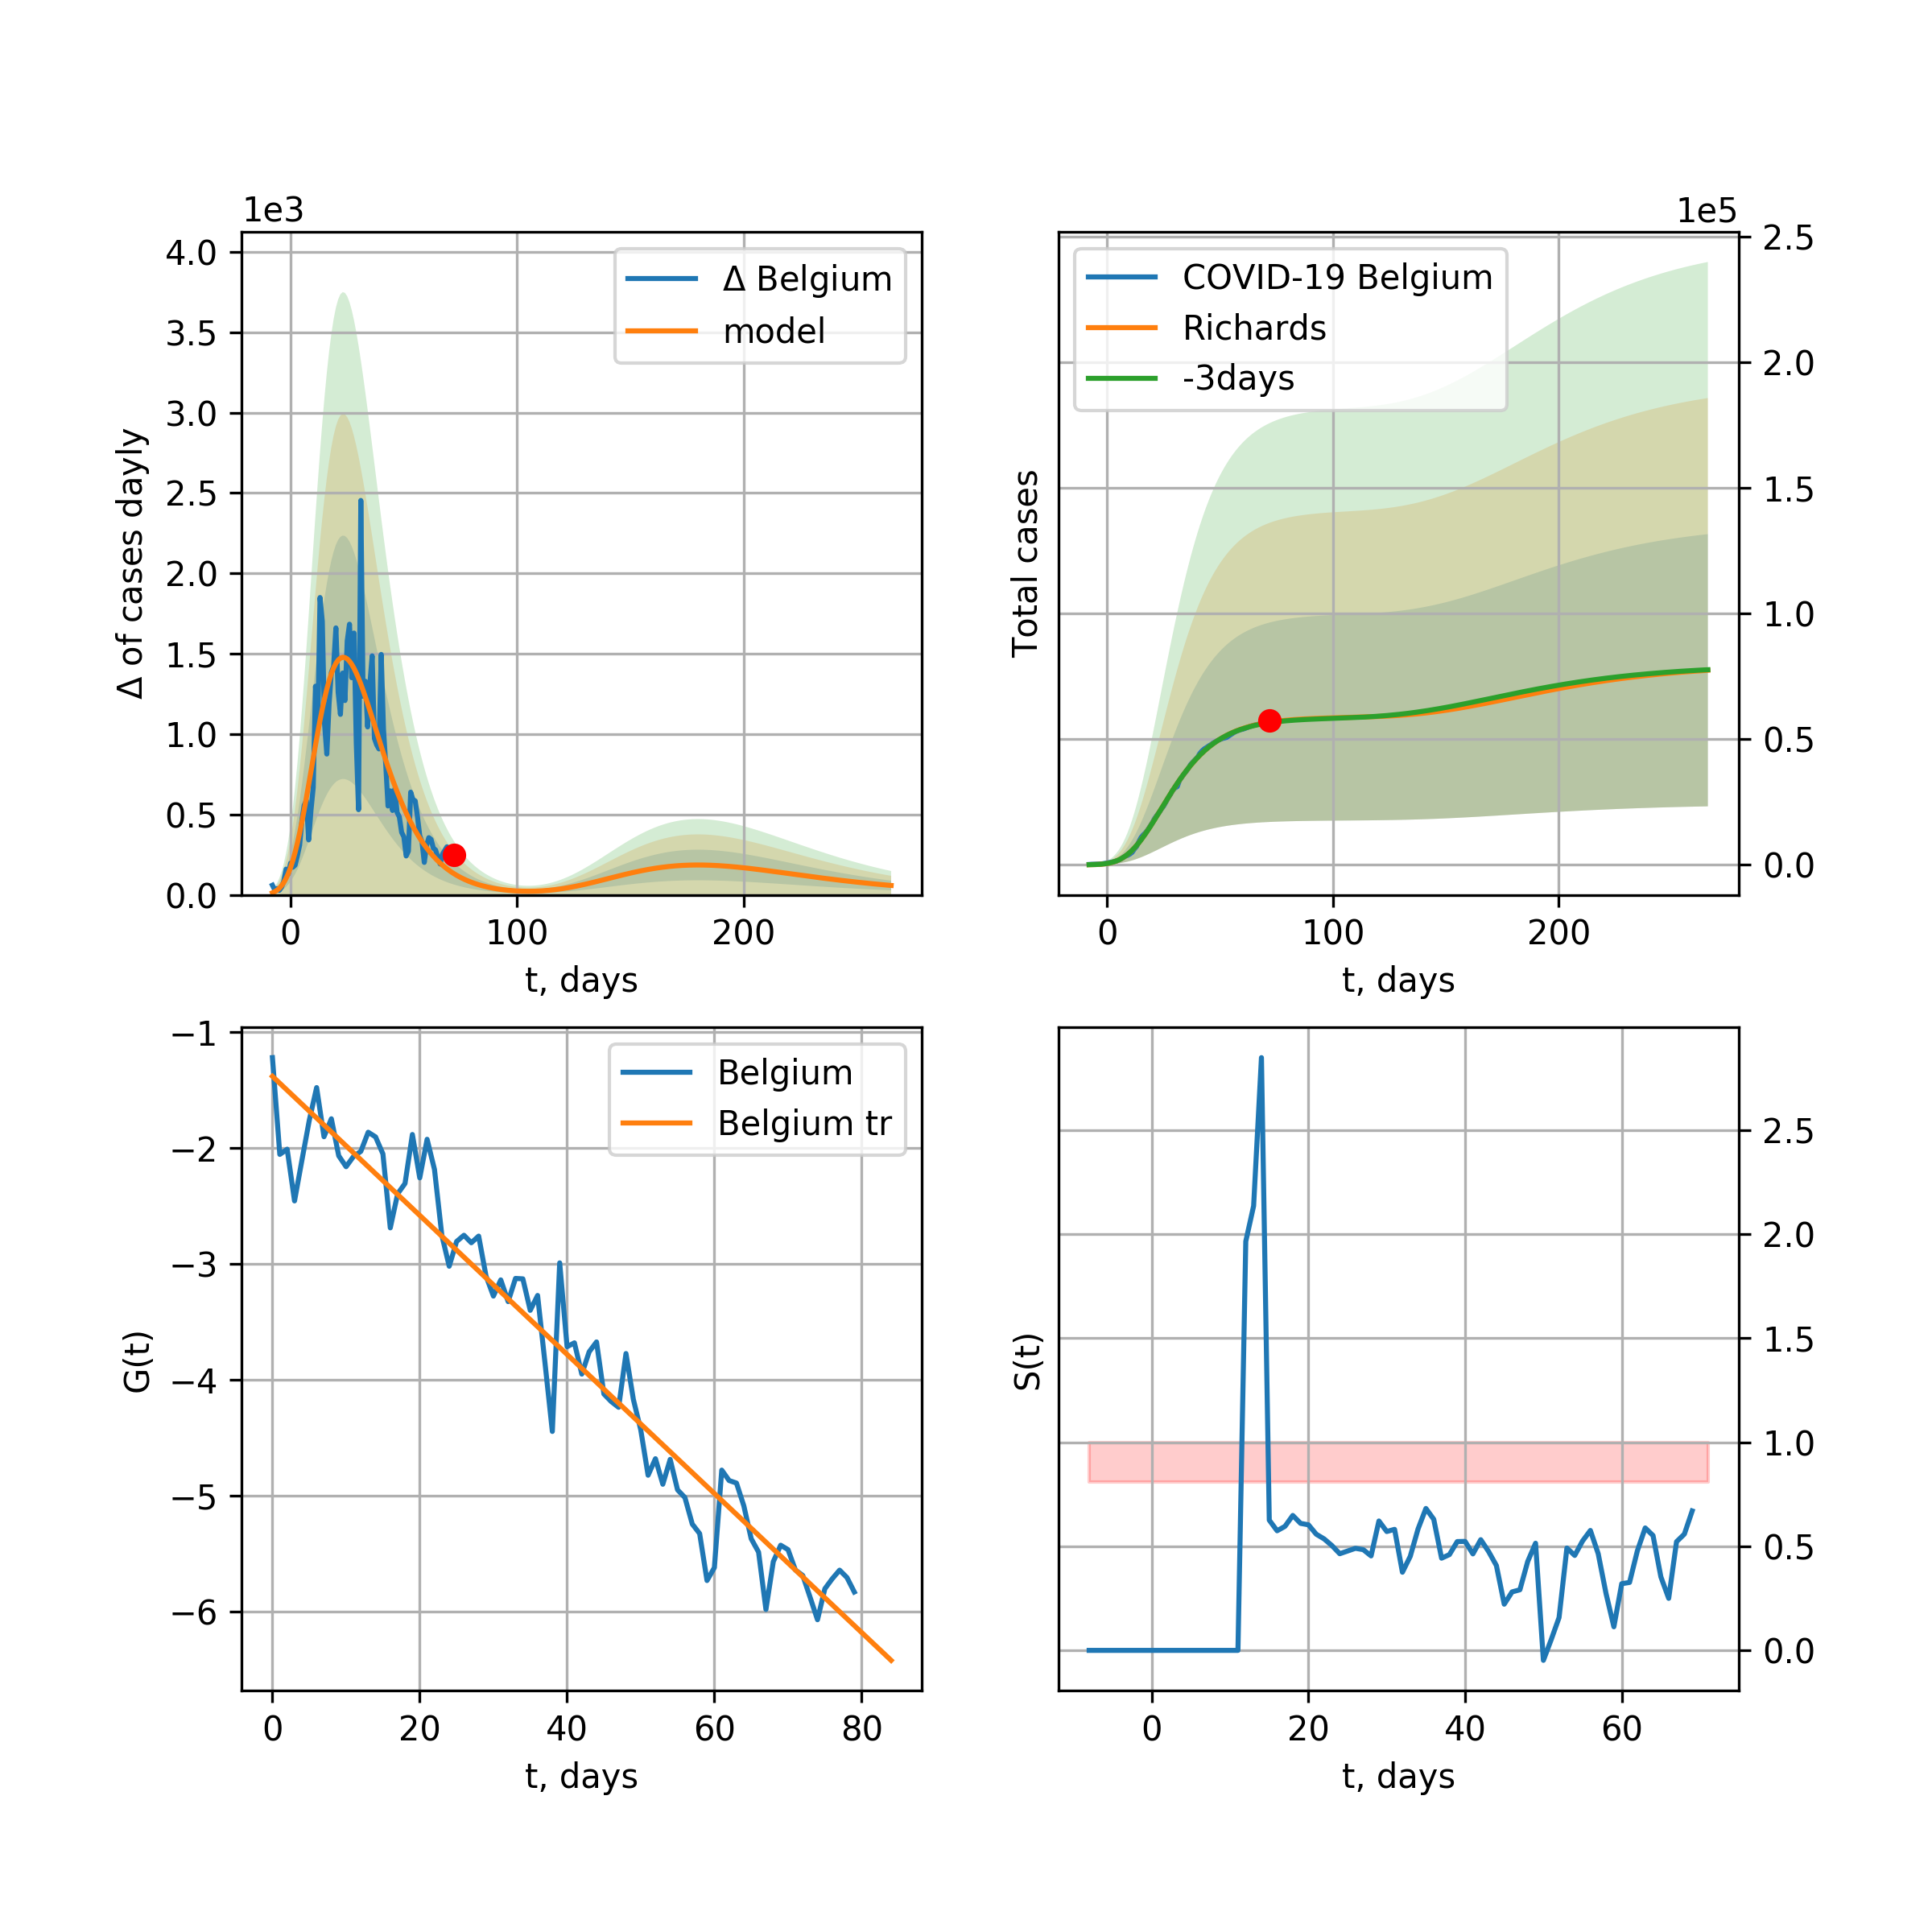 1e3
4.0
3.5
3.0
2.5
2.0
1.5
1.0
0.5
0.0
Δ of cases dayly
Δ Belgium
model
0 100 200
t, days
1e5
2.5
2.0
1.5
1.0
0.5
0.0
Total cases
COVID-19 Belgium
Richards
-3days
0 100 200
t, days
−1
−2
−3
−4
−5
−6
G(t)
Belgium
Belgium tr
0 20 40 60 80
t, days
2.5
2.0
1.5
1.0
0.5
0.0
S(t)
0 20 40 60
t, days